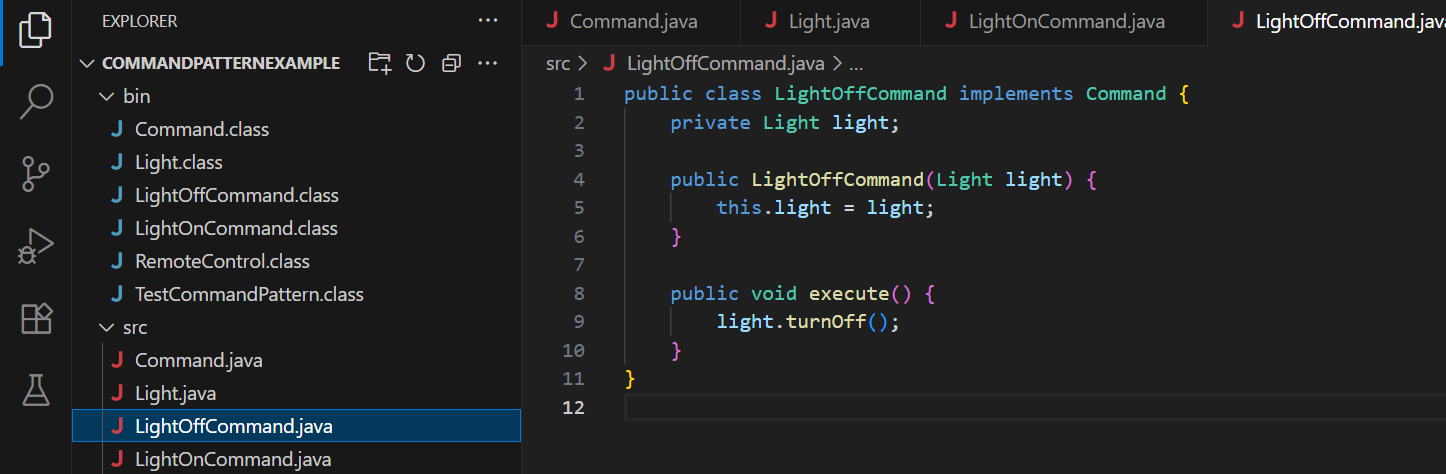 EXPLORER
COMMANDPATTERNEXAMPLE
bin
Command.class
Light.class
LightOffCommand.class
LightOnCommand.class
RemoteControl.class
TestCommandPattern.class
src
Command.java
Light.java
LightOffCommand.java
LightOnCommand.java
Command.java Light.java LightOnCommand.java LightOffCommand.java
src > LightOffCommand.java > ...
1 public class LightOffCommand implements Command {
2     private Light light;
3
4     public LightOffCommand(Light light) {
5         this.light = light;
6     }
7
8     public void execute() {
9         light.turnOff();
10     }
11 }
12